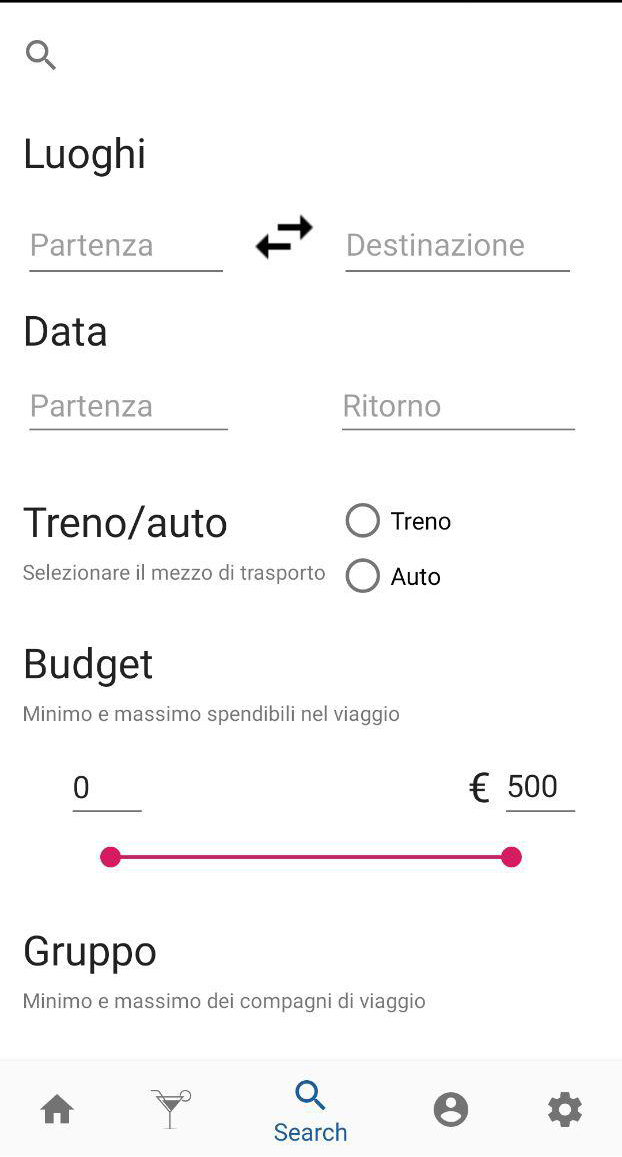 Luoghi
Partenza
Destinazione
Data
Partenza
Ritorno
Treno/auto
Treno
Selezionare il mezzo di trasporto
Auto
Budget
Minimo e massimo spendibili nel viaggio
0
€ 500
Gruppo
Minimo e massimo dei compagni di viaggio
Search